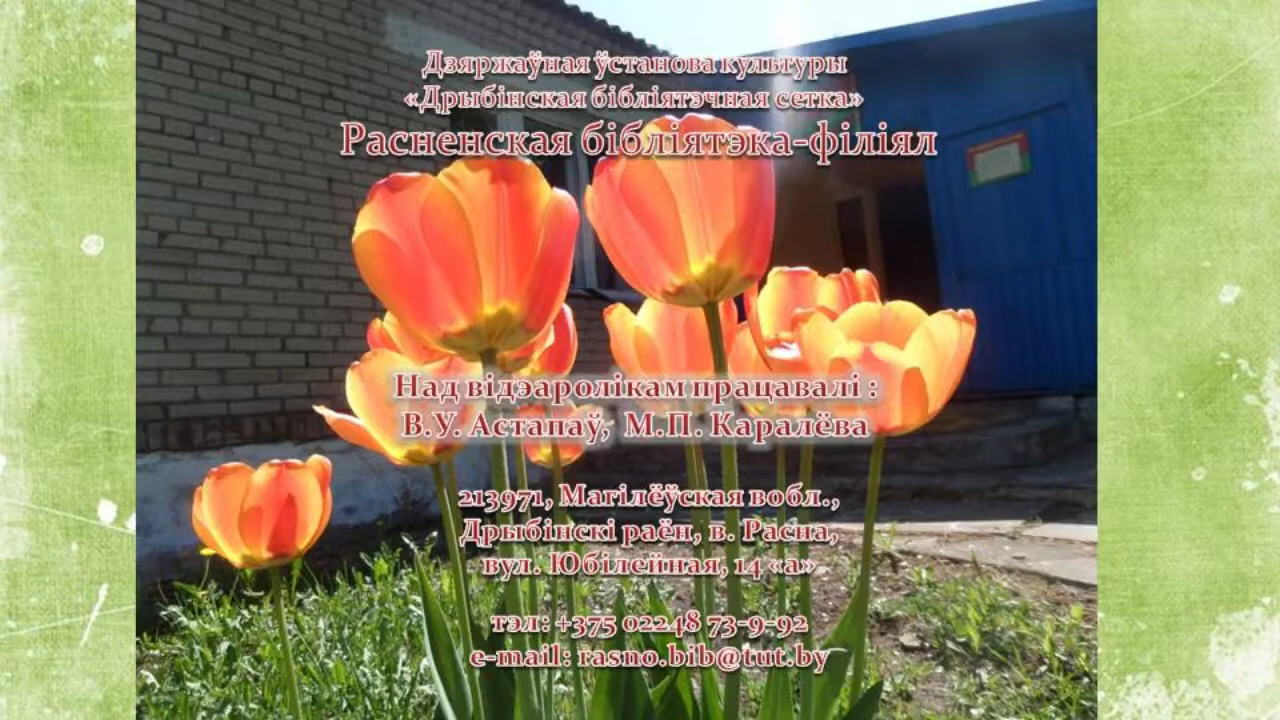 Дзяржаўная ўстанова культуры
«Дрыбінская бібліятэчная сетка»
Расненская бібліятэка-філіял
Над відэаролікам працавалі :
В.У. Астапаў,  М.П. Каралёва
213971, Магілёўская вобл.,
Дрыбінскі раён, в. Расна,
вул. Юбілейная, 14 «а»
тэл: +375 02248 73-9-92
e-mail: rasno.bib@tut.by